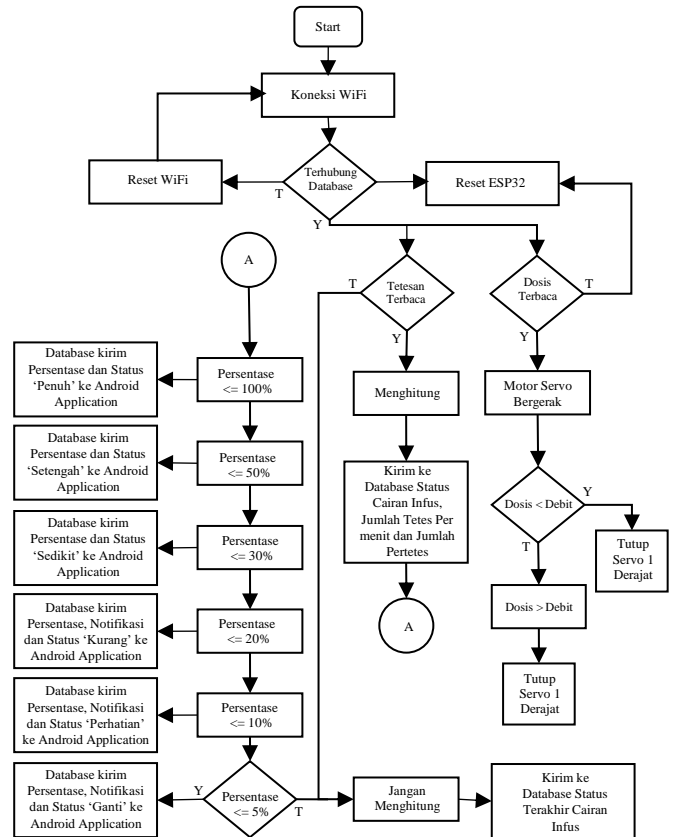 Start
Koneksi WiFi
Reset WiFi
T
Terhubung
Database
Reset ESP32
Y
A
T
Tetesan
Terbaca
Dosis
Terbaca
T
Y
Y
Database kirim
Persentase dan Status
‘Penuh’ ke Android
Application
Persentase
<= 100%
Menghitung
Motor Servo
Bergerak
Database kirim
Persentase dan Status
‘Setengah’ ke Android
Application
Persentase
<= 50%
Kirim ke
Database Status
Cairan Infus,
Jumlah Tetes Per
menit dan Jumlah
Pertetes
Dosis < Debit
Y
T
Tutup
Servo 1
Derajat
Database kirim
Persentase dan Status
‘Sedikit’ ke Android
Application
Persentase
<= 30%
Database kirim
Persentase, Notifikasi
dan Status ‘Kurang’ ke
Android Application
Persentase
<= 20%
A
Dosis > Debit
Tutup
Servo 1
Derajat
Database kirim
Persentase, Notifikasi
dan Status ‘Perhatian’
ke Android Application
Persentase
<= 10%
Database kirim
Persentase, Notifikasi
dan Status ‘Ganti’ ke
Android Application
Y
Persentase
<= 5%
T
Jangan
Menghitung
Kirim ke
Database Status
Terakhir Cairan
Infus